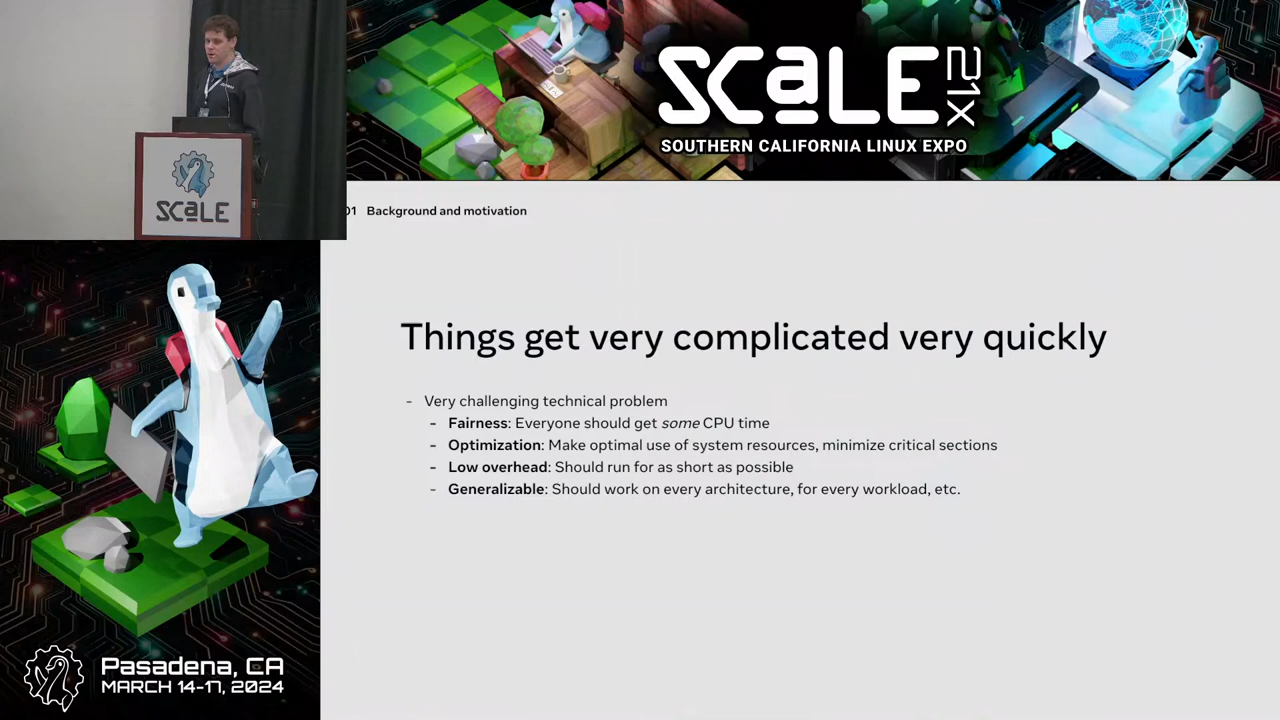 SCaLE
21X
SOUTHERN CALIFORNIA LINUX EXPO
SCaLE
01 Background and motivation
Things get very complicated very quickly
- Very challenging technical problem
- Fairness: Everyone should get some CPU time
- Optimization: Make optimal use of system resources, minimize critical sections
- Low overhead: Should run for as short as possible
- Generalizable: Should work on every architecture, for every workload, etc.
Pasadena, CA
MARCH 14-17, 2024